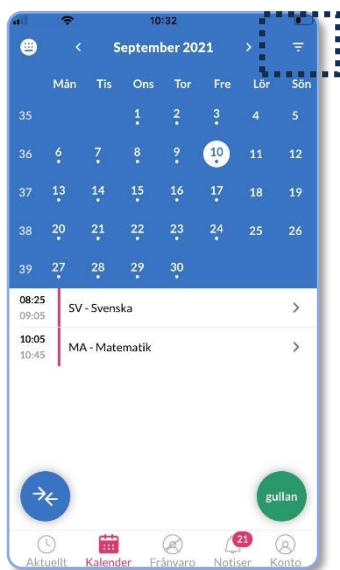 10:32
September 2021
Mån Tis Ons Tor Fre Lör Sön
35 1 2 3 4 5
36 6 7 8 9 10 11 12
37 13 14 15 16 17 18 19
38 20 21 22 23 24 25 26
39 27 28 29 30
08:25
SV - Svenska
09:05
10:05
MA - Matematik
10:45
gullan
21
Aktuellt Kalender Frånvaro Notiser Konto